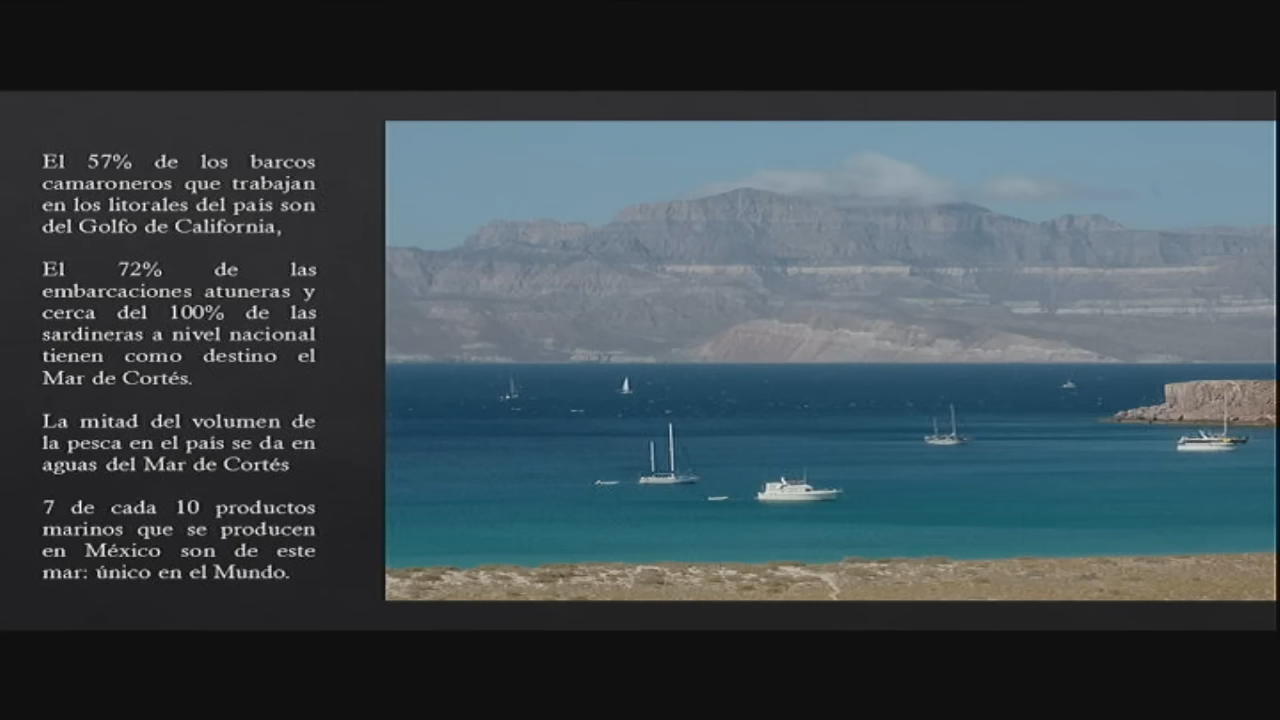 El 57% de los barcos
camaroneros que trabajan
en los litorales del país son
del Golfo de California,
El 72% de las
embarcaciones atuneras y
cerca del 100% de las
sardineras a nivel nacional
tienen como destino el
Mar de Cortés.
La mitad del volumen de
la pesca en el país se da en
aguas del Mar de Cortés
7 de cada 10 productos
marinos que se producen
en México son de este
mar: único en el Mundo.